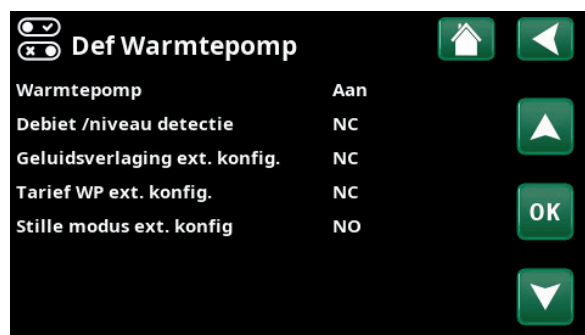 Def Warmtepomp
Warmtepomp Aan
Debiet /niveau detectie NC
Geluidsverlaging ext. konfig. NC
Tarief WP ext. konfig. NC
Stille modus ext. konfig NO
OK